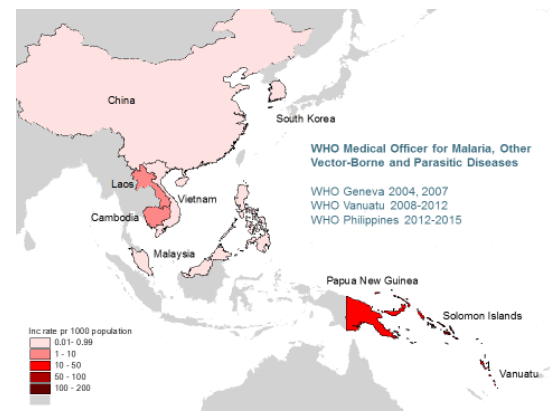 China
South Korea
WHO Medical Officer for Malaria, Other
Vector-Borne and Parasitic Diseases
WHO Geneva 2004, 2007
WHO Vanuatu 2008-2012
WHO Philippines 2012-2015
Laos
Vietnam
Cambodia
Malaysia
Papua New Guinea
Solomon Islands
Vanuatu
Inc rate pr 1000 population
0.01- 0.99
1 - 10
10 - 50
50 - 100
100 - 200